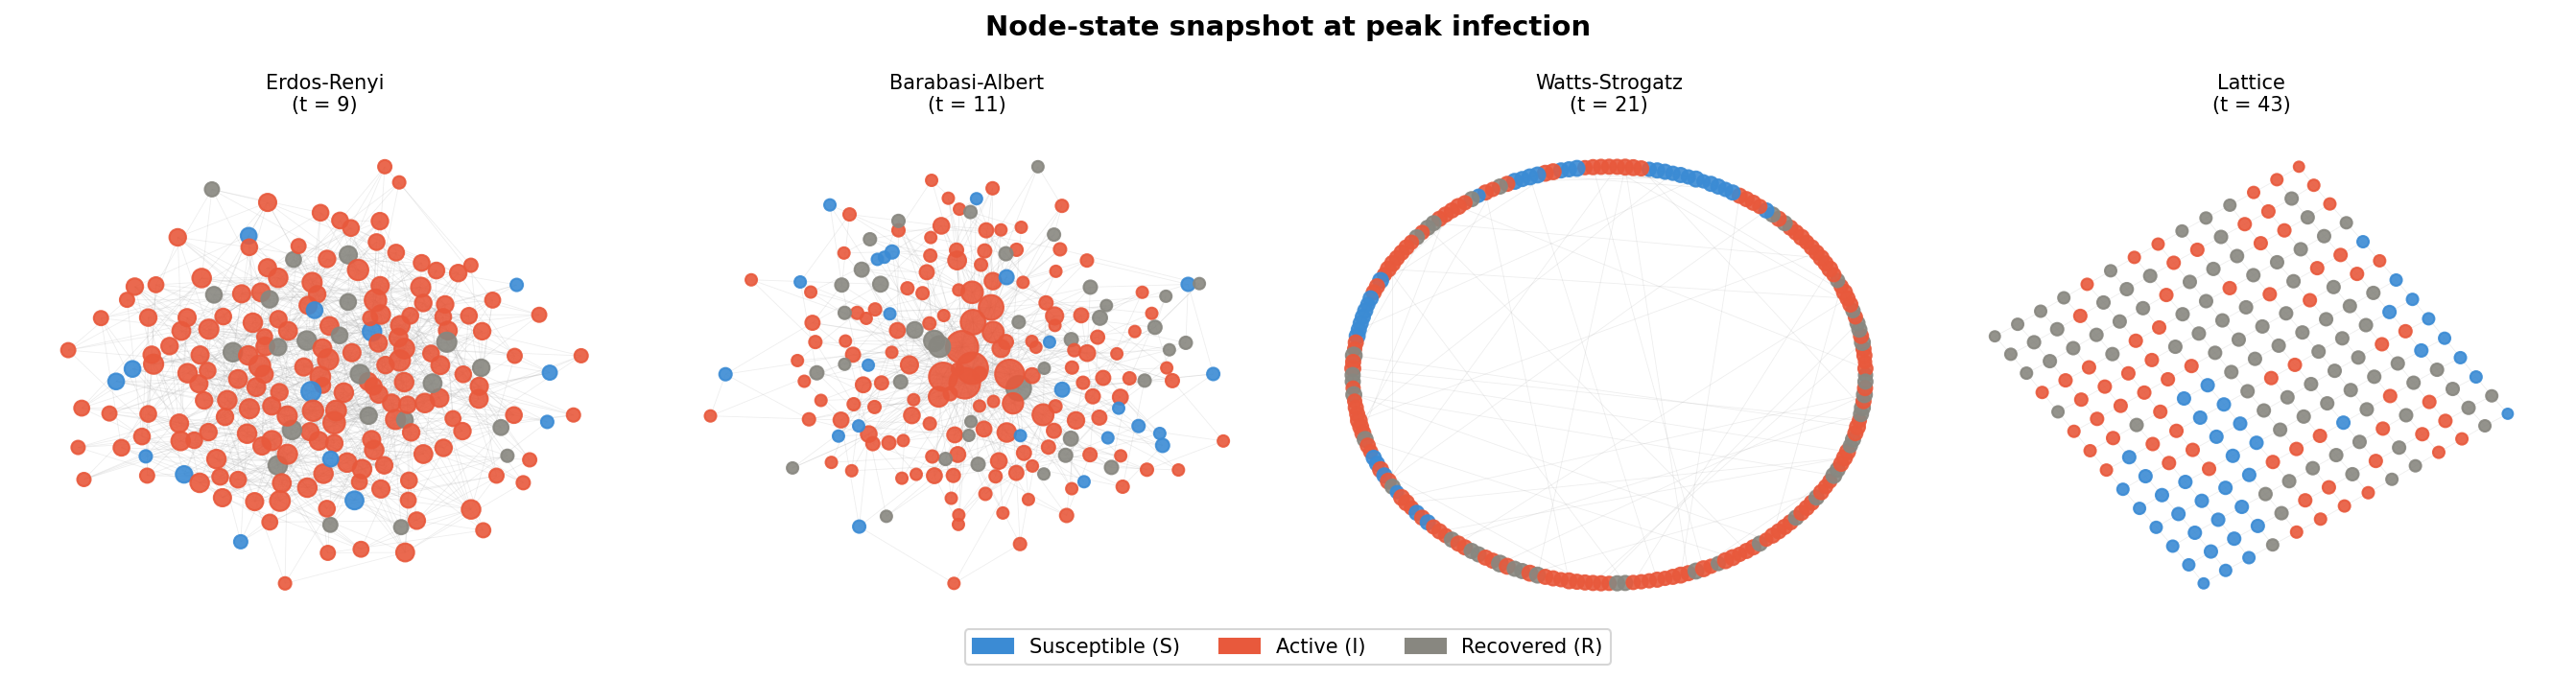 Node-state snapshot at peak infection
Erdos-Renyi
(t = 9)
Barabasi-Albert
(t = 11)
Watts-Strogatz
(t = 21)
Lattice
(t = 43)
Susceptible (S)
Active (I)
Recovered (R)